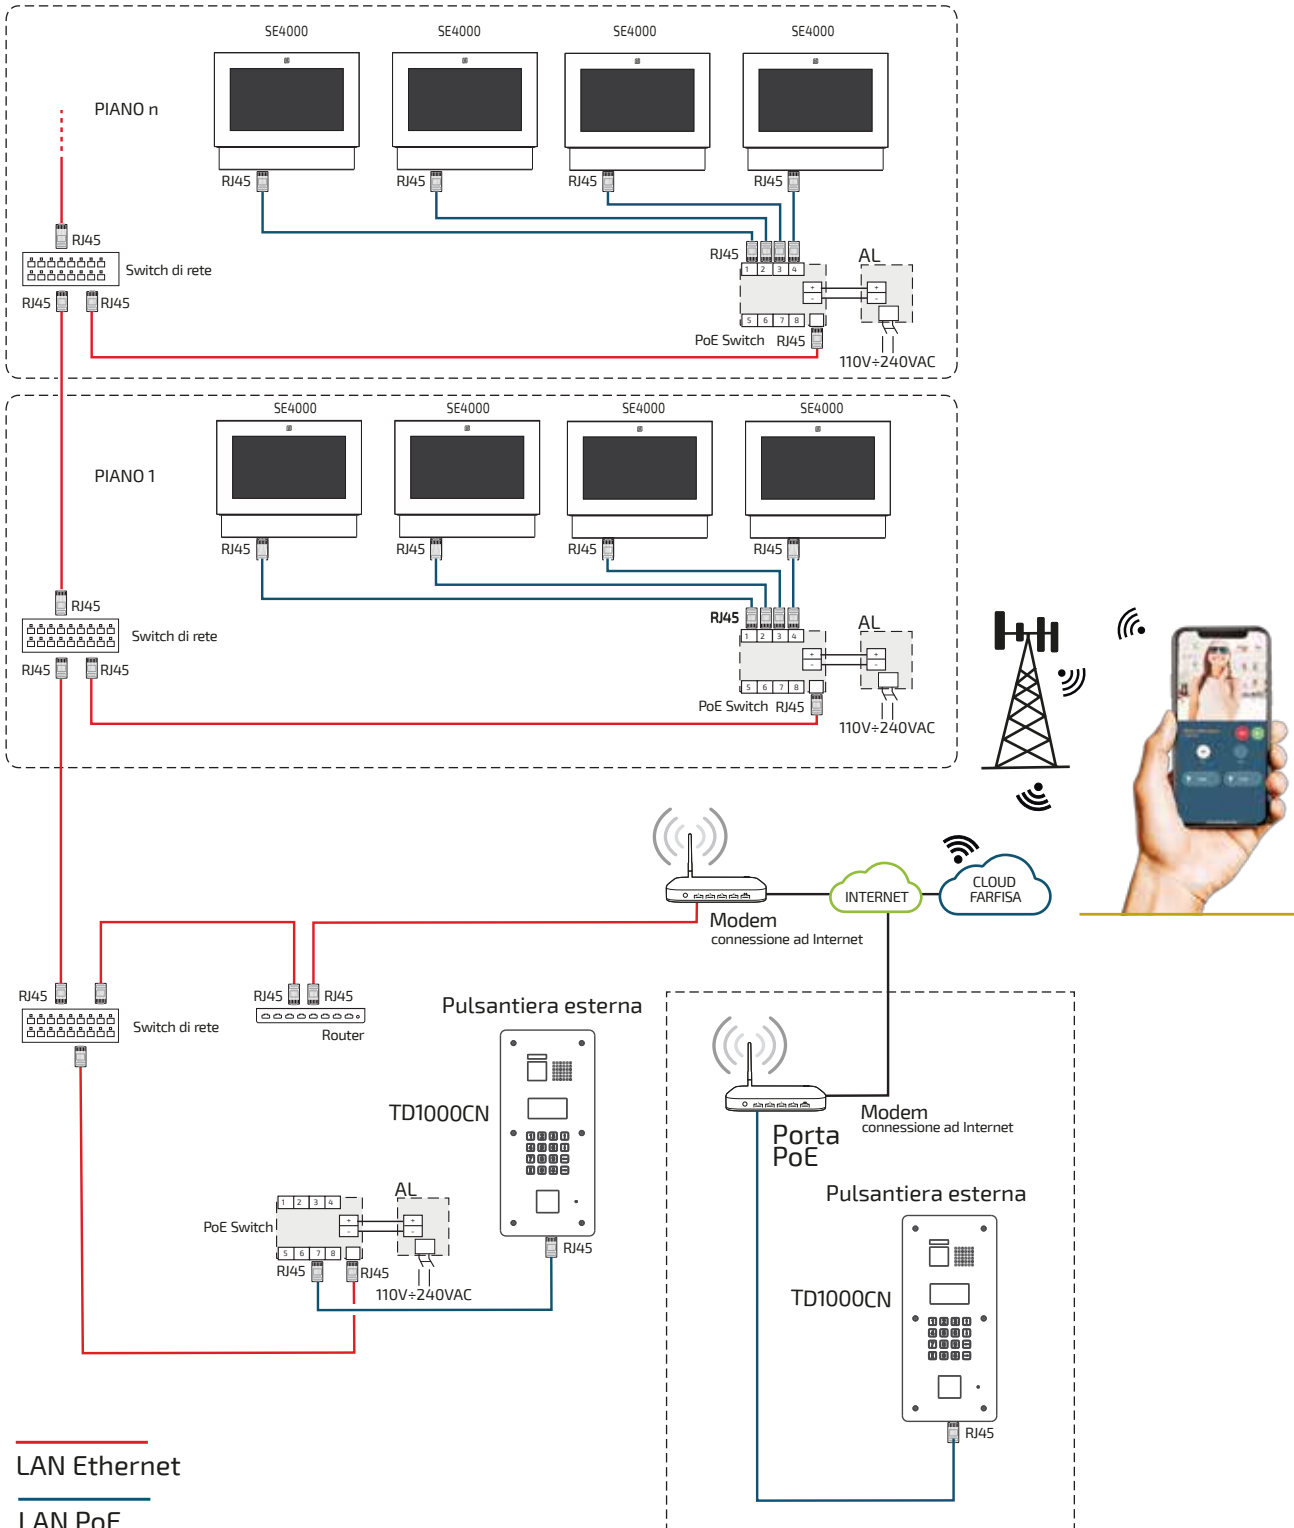 SE4000 SE4000 SE4000 SE4000
PIANO n
RJ45 RJ45 RJ45 RJ45
RJ45
Switch di rete
RJ45 RJ45
RJ45
1 2 3 4
AL
+ +
- -
5 6 7 8
PoE Switch RJ45
110V÷240VAC
SE4000 SE4000 SE4000 SE4000
PIANO 1
RJ45 RJ45 RJ45 RJ45
RJ45
Switch di rete
RJ45 RJ45
RJ45
1 2 3 4
AL
+ +
- -
5 6 7 8
PoE Switch RJ45
110V÷240VAC
INTERNET
CLOUD
FARFISA
Modem
connessione ad Internet
RJ45
Switch di rete
RJ45 RJ45
Router
Pulsantiera esterna
TD1000CN
RJ45
1 2 3 4
AL
PoE Switch
+ +
- -
5 6 7 8
RJ45 RJ45
110V÷240VAC
Modem
connessione ad Internet
Porta
PoE
Pulsantiera esterna
TD1000CN
RJ45
LAN Ethernet
LAN PoE